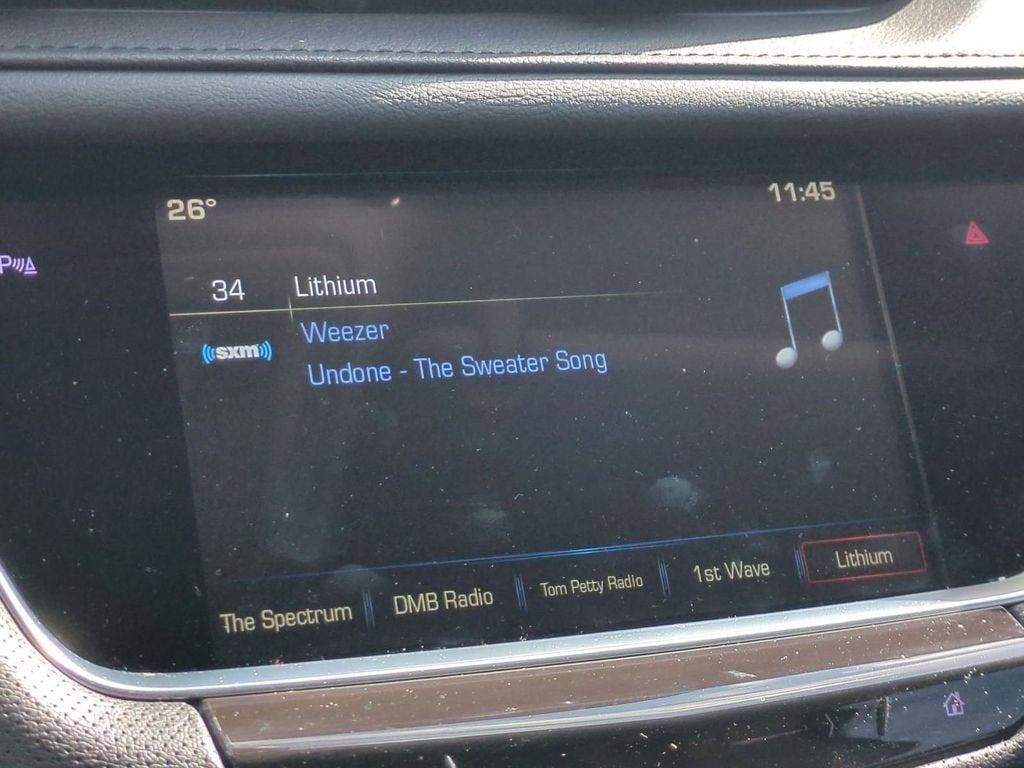 26°
11:45
P
34
Lithium
sxm
Weezer
Undone - The Sweater Song
The Spectrum
DMB Radio
Tom Petty Radio
1st Wave
Lithium